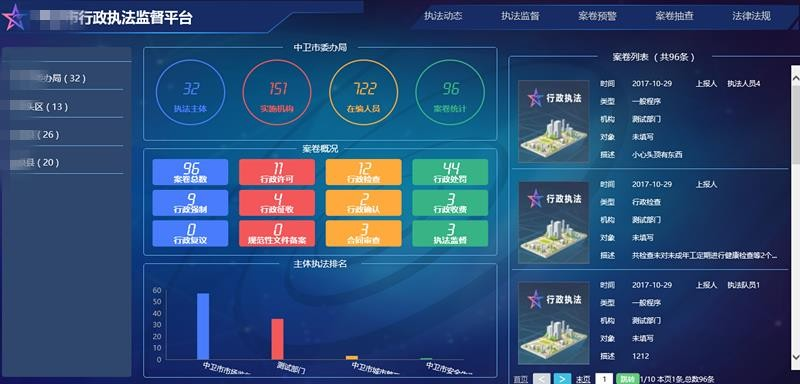 市行政执法监督平台
执法动态 执法监督 案卷预警 案卷抽查 法律法规
委办局 ( 32 )
区 ( 13 )
( 26 )
县 ( 20 )
中卫市委办局
32 执法主体
151 实施机构
722 在编人员
96 案卷统计
案卷概况
96 案卷总数
11 行政许可
12 行政检查
44 行政处罚
9 行政强制
4 行政征收
2 行政确认
3 行政收费
0 行政复议
0 规范性文件备案
3 合同审查
3 执法监督
主体执法排名
60
50
40
30
20
10
0
中卫市市场监
测试部门
中卫市城市
中卫市安全
案卷列表 ( 共96条 )
行政执法
时间 2017-10-29 上报人 执法人员4
类型 一般程序
机构 测试部门
对象 未填写
描述 小心头顶有东西
行政执法
时间 2017-10-29 上报人
类型 行政检查
机构 测试部门
对象 未填写
描述 共检查未对未成年工定期进行健康检查等2个...
行政执法
时间 2017-10-29 上报人 执法队员1
类型 一般程序
机构 测试部门
对象 未填写
描述 1212
首页 < > 末页 1 跳转 1/10 本页1条,总数96条